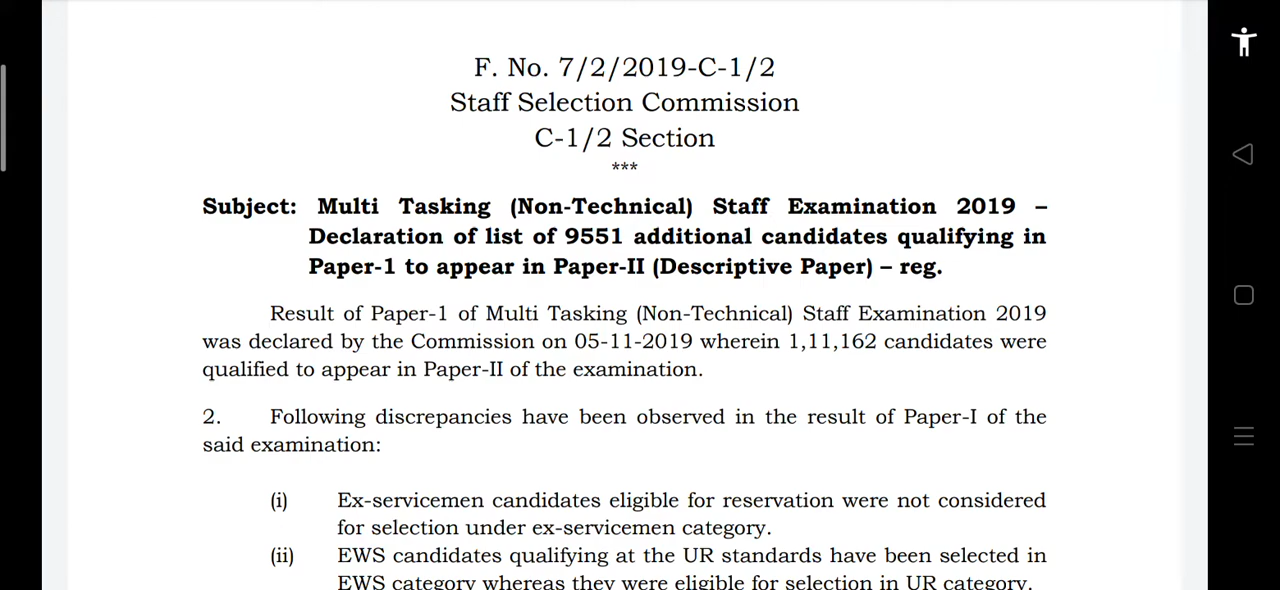 F. No. 7/2/2019-C-1/2
Staff Selection Commission
C-1/2 Section
***
Subject: Multi Tasking (Non-Technical) Staff Examination 2019 –
Declaration of list of 9551 additional candidates qualifying in
Paper-1 to appear in Paper-II (Descriptive Paper) – reg.
Result of Paper-1 of Multi Tasking (Non-Technical) Staff Examination 2019
was declared by the Commission on 05-11-2019 wherein 1,11,162 candidates were
qualified to appear in Paper-II of the examination.
2. Following discrepancies have been observed in the result of Paper-I of the
said examination:
(i) Ex-servicemen candidates eligible for reservation were not considered
for selection under ex-servicemen category.
(ii) EWS candidates qualifying at the UR standards have been selected in
EWS category whereas they were eligible for selection in UR category.